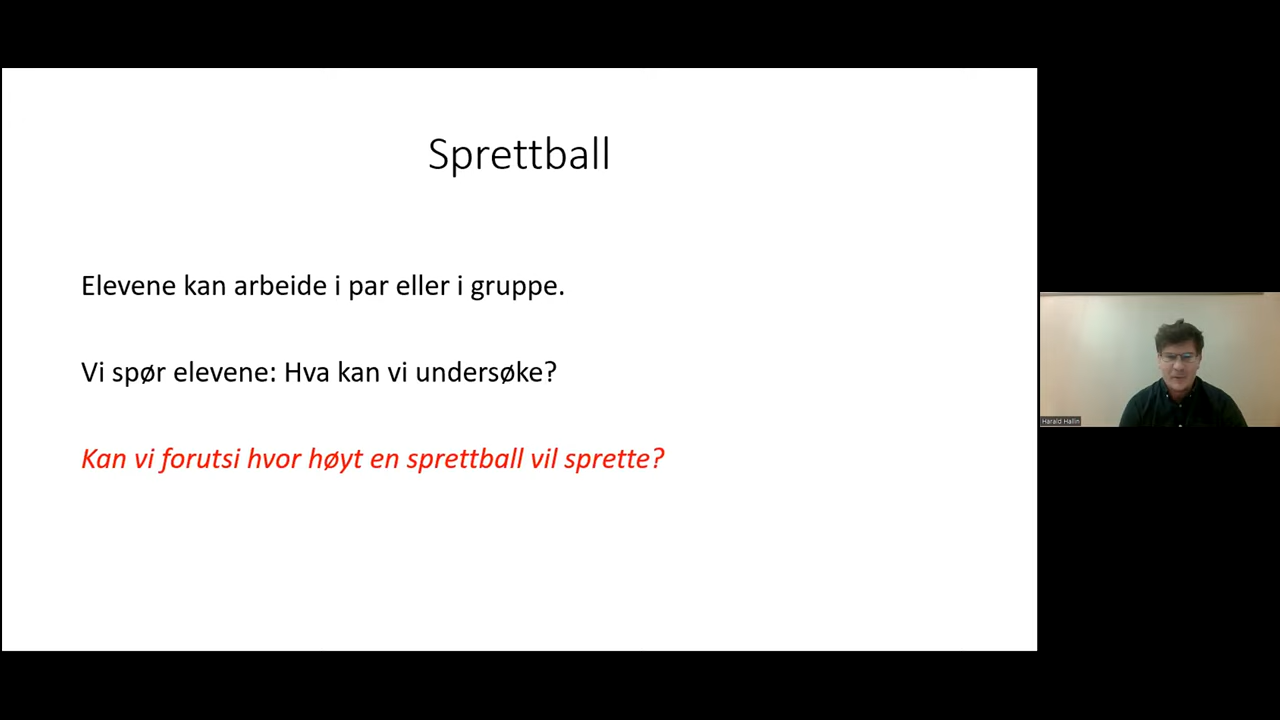 Sprettball
Elevene kan arbeide i par eller i gruppe.
Vi spør elevene: Hva kan vi undersøke?
Kan vi forutsi hvor høyt en sprettball vil sprette?
Harald Hallin